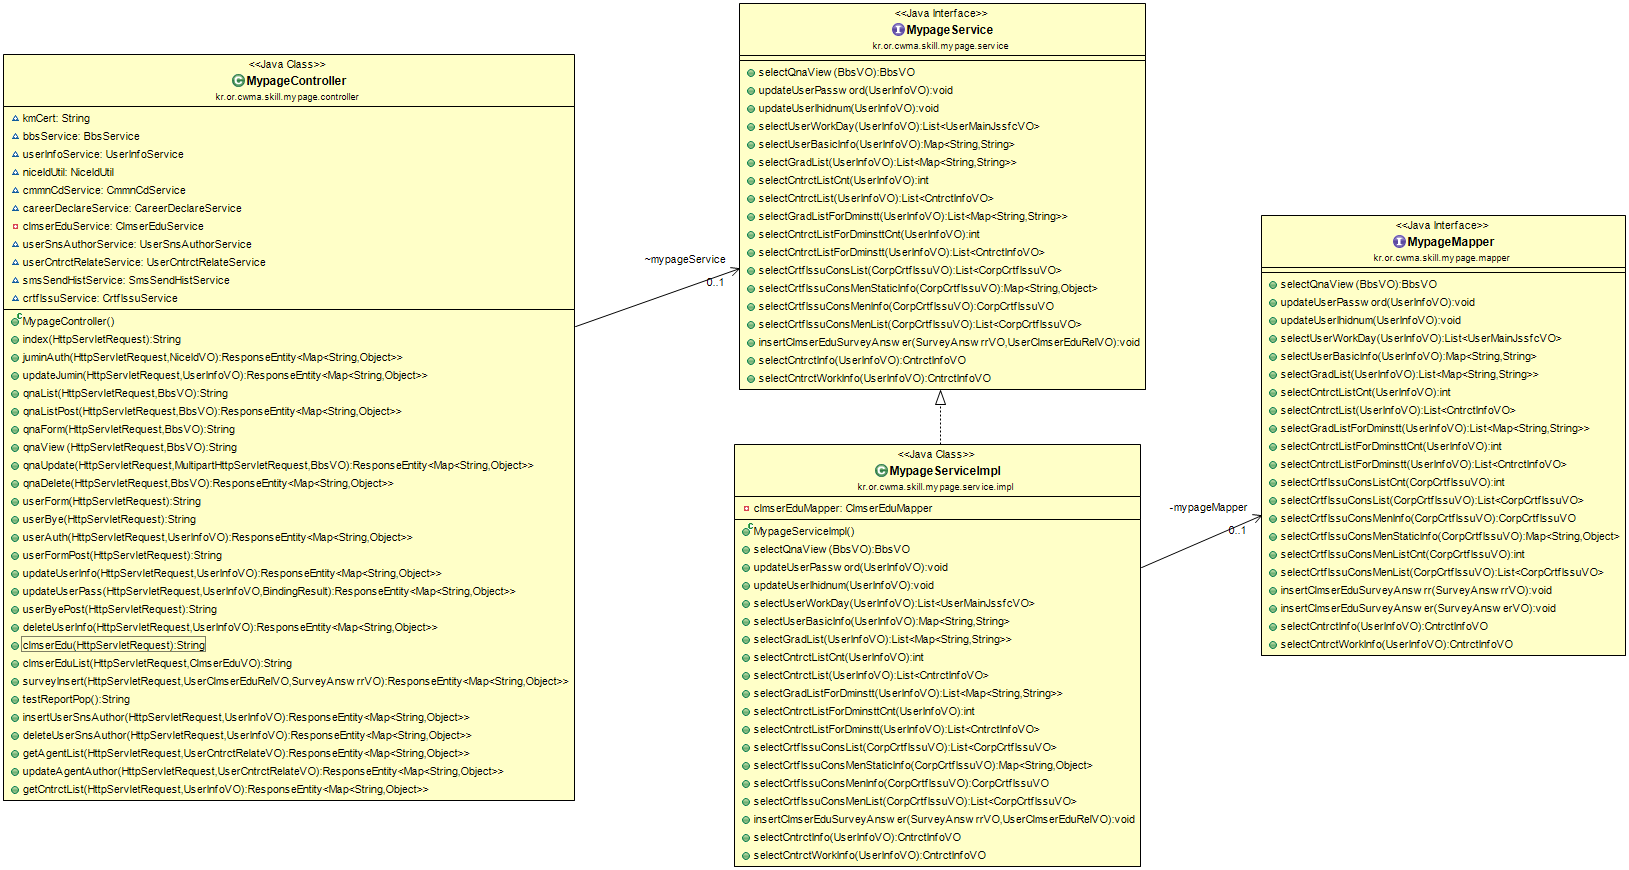 <<Java Class>>
MypageController
kr.or.cwma.skill.mypage.controller
kmCert: String
bbsService: BbsService
userInfoService: UserInfoService
niceIdUtil: NiceIdUtil
cmmnCdService: CmmnCdService
careerDeclareService: CareerDeclareService
clmserEduService: ClmserEduService
userSnsAuthorService: UserSnsAuthorService
userCntrctRelateService: UserCntrctRelateService
smsSendHistService: SmsSendHistService
crtfIssuService: CrtfIssuService
MypageController()
index(HttpServletRequest):String
juminAuth(HttpServletRequest,NiceIdVO):ResponseEntity<Map<String,Object>>
updateJumin(HttpServletRequest,UserInfoVO):ResponseEntity<Map<String,Object>>
qnaList(HttpServletRequest,BbsVO):String
qnaListPost(HttpServletRequest,BbsVO):ResponseEntity<Map<String,Object>>
qnaForm(HttpServletRequest,BbsVO):String
qnaView(HttpServletRequest,BbsVO):String
qnaUpdate(HttpServletRequest,MultipartHttpServletRequest,BbsVO):ResponseEntity<Map<String,Object>>
qnaDelete(HttpServletRequest,BbsVO):ResponseEntity<Map<String,Object>>
userForm(HttpServletRequest):String
userBye(HttpServletRequest):String
userAuth(HttpServletRequest,UserInfoVO):ResponseEntity<Map<String,Object>>
userFormPost(HttpServletRequest):String
updateUserInfo(HttpServletRequest,UserInfoVO):ResponseEntity<Map<String,Object>>
updateUserPass(HttpServletRequest,UserInfoVO,BindingResult):ResponseEntity<Map<String,Object>>
userByePost(HttpServletRequest):String
deleteUserInfo(HttpServletRequest,UserInfoVO):ResponseEntity<Map<String,Object>>
clmserEdu(HttpServletRequest):String
clmserEduList(HttpServletRequest,ClmserEduVO):String
surveyInsert(HttpServletRequest,UserClmserEduRelVO,SurveyAnswrrVO):ResponseEntity<Map<String,Object>>
testReportPop():String
insertUserSnsAuthor(HttpServletRequest,UserInfoVO):ResponseEntity<Map<String,Object>>
deleteUserSnsAuthor(HttpServletRequest,UserInfoVO):ResponseEntity<Map<String,Object>>
getAgentList(HttpServletRequest,UserCntrctRelateVO):ResponseEntity<Map<String,Object>>
updateAgentAuthor(HttpServletRequest,UserCntrctRelateVO):ResponseEntity<Map<String,Object>>
getCntrctList(HttpServletRequest,UserInfoVO):ResponseEntity<Map<String,Object>>
~mypageService
0..1
<<Java Interface>>
MypageService
kr.or.cwma.skill.mypage.service
selectQnaView(BbsVO):BbsVO
updateUserPassword(UserInfoVO):void
updateUserIhidnum(UserInfoVO):void
selectUserWorkDay(UserInfoVO):List<UserMainJssfcVO>
selectUserBasicInfo(UserInfoVO):Map<String,String>
selectGradList(UserInfoVO):List<Map<String,String>>
selectCntrctListCnt(UserInfoVO):int
selectCntrctList(UserInfoVO):List<CntrctInfoVO>
selectGradListForDminstt(UserInfoVO):List<Map<String,String>>
selectCntrctListForDminsttCnt(UserInfoVO):int
selectCntrctListForDminstt(UserInfoVO):List<CntrctInfoVO>
selectCrtfIssuConsList(CorpCrtfIssuVO):List<CorpCrtfIssuVO>
selectCrtfIssuConsMenStaticInfo(CorpCrtfIssuVO):Map<String,Object>
selectCrtfIssuConsMenInfo(CorpCrtfIssuVO):CorpCrtfIssuVO
selectCrtfIssuConsMenList(CorpCrtfIssuVO):List<CorpCrtfIssuVO>
insertClmserEduSurveyAnswer(SurveyAnswrrVO,UserClmserEduRelVO):void
selectCntrctInfo(UserInfoVO):CntrctInfoVO
selectCntrctWorkInfo(UserInfoVO):CntrctInfoVO
<<Java Class>>
MypageServiceImpl
kr.or.cwma.skill.mypage.service.impl
clmserEduMapper: ClmserEduMapper
MypageServiceImpl()
selectQnaView(BbsVO):BbsVO
updateUserPassword(UserInfoVO):void
updateUserIhidnum(UserInfoVO):void
selectUserWorkDay(UserInfoVO):List<UserMainJssfcVO>
selectUserBasicInfo(UserInfoVO):Map<String,String>
selectGradList(UserInfoVO):List<Map<String,String>>
selectCntrctListCnt(UserInfoVO):int
selectCntrctList(UserInfoVO):List<CntrctInfoVO>
selectGradListForDminstt(UserInfoVO):List<Map<String,String>>
selectCntrctListForDminsttCnt(UserInfoVO):int
selectCntrctListForDminstt(UserInfoVO):List<CntrctInfoVO>
selectCrtfIssuConsList(CorpCrtfIssuVO):List<CorpCrtfIssuVO>
selectCrtfIssuConsMenStaticInfo(CorpCrtfIssuVO):Map<String,Object>
selectCrtfIssuConsMenInfo(CorpCrtfIssuVO):CorpCrtfIssuVO
selectCrtfIssuConsMenList(CorpCrtfIssuVO):List<CorpCrtfIssuVO>
insertClmserEduSurveyAnswer(SurveyAnswrrVO,UserClmserEduRelVO):void
selectCntrctInfo(UserInfoVO):CntrctInfoVO
selectCntrctWorkInfo(UserInfoVO):CntrctInfoVO
-mypageMapper
0..1
<<Java Interface>>
MypageMapper
kr.or.cwma.skill.mypage.mapper
selectQnaView(BbsVO):BbsVO
updateUserPassword(UserInfoVO):void
updateUserIhidnum(UserInfoVO):void
selectUserWorkDay(UserInfoVO):List<UserMainJssfcVO>
selectUserBasicInfo(UserInfoVO):Map<String,String>
selectGradList(UserInfoVO):List<Map<String,String>>
selectCntrctListCnt(UserInfoVO):int
selectCntrctList(UserInfoVO):List<CntrctInfoVO>
selectGradListForDminstt(UserInfoVO):List<Map<String,String>>
selectCntrctListForDminsttCnt(UserInfoVO):int
selectCntrctListForDminstt(UserInfoVO):List<CntrctInfoVO>
selectCrtfIssuConsListCnt(CorpCrtfIssuVO):int
selectCrtfIssuConsList(CorpCrtfIssuVO):List<CorpCrtfIssuVO>
selectCrtfIssuConsMenInfo(CorpCrtfIssuVO):CorpCrtfIssuVO
selectCrtfIssuConsMenStaticInfo(CorpCrtfIssuVO):Map<String,Object>
selectCrtfIssuConsMenListCnt(CorpCrtfIssuVO):int
selectCrtfIssuConsMenList(CorpCrtfIssuVO):List<CorpCrtfIssuVO>
insertClmserEduSurveyAnswrr(SurveyAnswrrVO):void
insertClmserEduSurveyAnswer(SurveyAnswerVO):void
selectCntrctInfo(UserInfoVO):CntrctInfoVO
selectCntrctWorkInfo(UserInfoVO):CntrctInfoVO